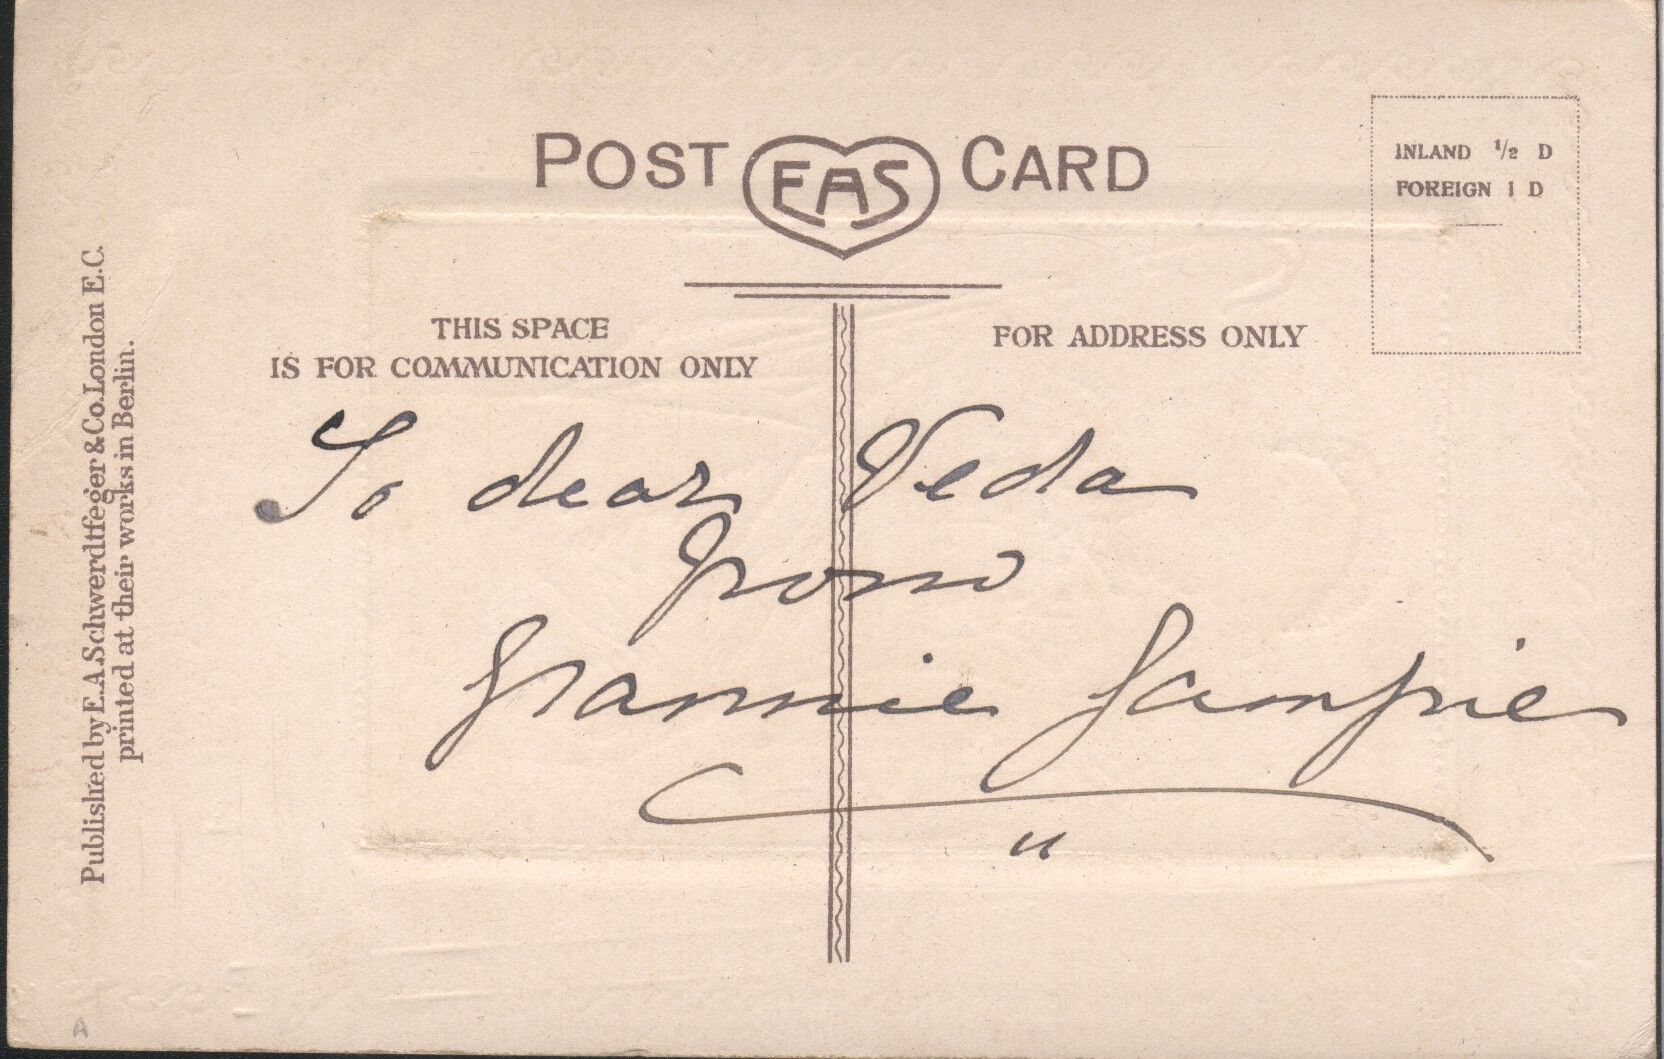 POST EAS CARD
INLAND 1/2 D
FOREIGN 1 D
THIS SPACE
IS FOR COMMUNICATION ONLY
FOR ADDRESS ONLY
To dear Veda
from
Grannie
"
Published by E.A.Schwerdtfeger & Co. London E.C.
printed at their works in Berlin.
A